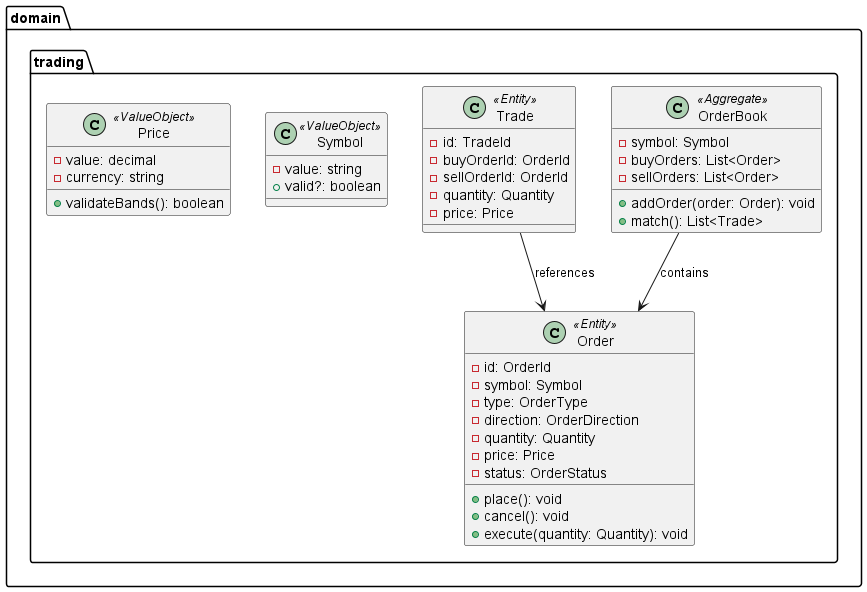 domain
trading
C «ValueObject» Price
value: decimal
currency: string
validateBands(): boolean
C «ValueObject» Symbol
value: string
valid?: boolean
C «Entity» Trade
id: TradeId
buyOrderId: OrderId
sellOrderId: OrderId
quantity: Quantity
price: Price
C «Aggregate» OrderBook
symbol: Symbol
buyOrders: List<Order>
sellOrders: List<Order>
addOrder(order: Order): void
match(): List<Trade>
references
contains
C «Entity» Order
id: OrderId
symbol: Symbol
type: OrderType
direction: OrderDirection
quantity: Quantity
price: Price
status: OrderStatus
place(): void
cancel(): void
execute(quantity: Quantity): void